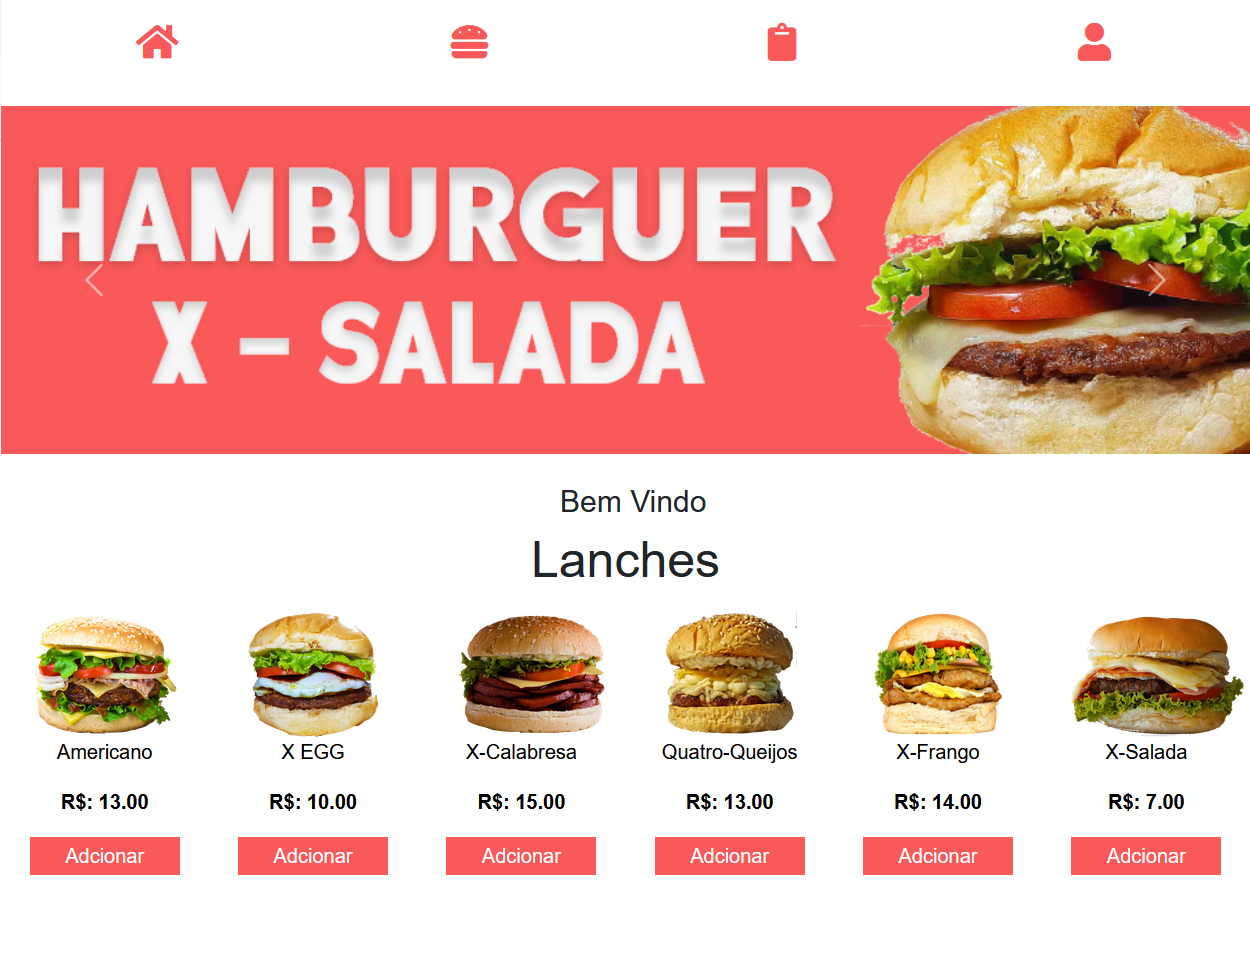 HAMBURGUER
X - SALADA
Bem Vindo
Lanches
Americano
X EGG
X-Calabresa
Quatro-Queijos
X-Frango
X-Salada
R$: 13.00
R$: 10.00
R$: 15.00
R$: 13.00
R$: 14.00
R$: 7.00
Adcionar
Adcionar
Adcionar
Adcionar
Adcionar
Adcionar